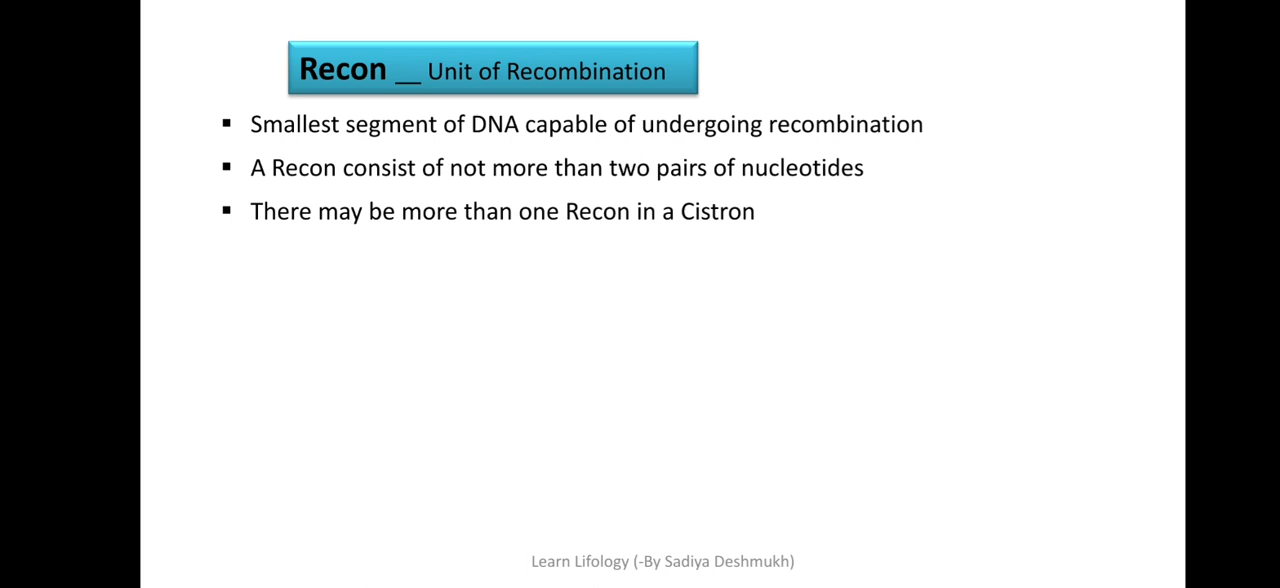 Recon __ Unit of Recombination
▪ Smallest segment of DNA capable of undergoing recombination
▪ A Recon consist of not more than two pairs of nucleotides
▪ There may be more than one Recon in a Cistron
Learn Lifology (-By Sadiya Deshmukh)